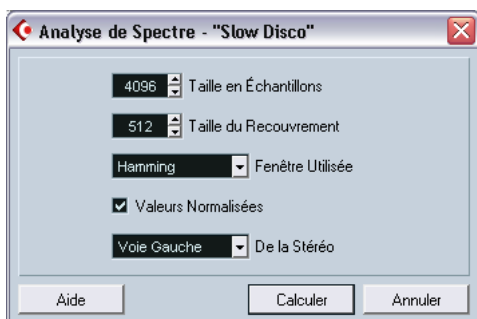 Analyse de Spectre - "Slow Disco"
4096 Taille en Échantillons
512 Taille du Recouvrement
Hamming Fenêtre Utilisée
Valeurs Normalisées
Voie Gauche De la Stéréo
Aide Calculer Annuler